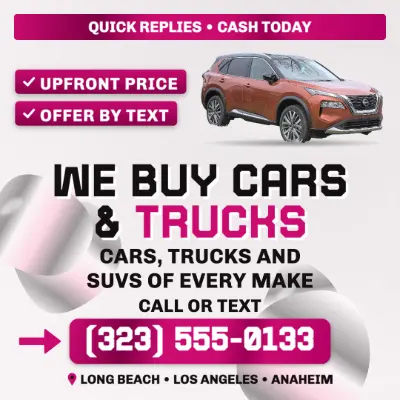 QUICK REPLIES • CASH TODAY
✓ UPFRONT PRICE
✓ OFFER BY TEXT
WE BUY CARS
& TRUCKS
CARS, TRUCKS AND
SUVS OF EVERY MAKE
CALL OR TEXT
(323) 555-0133
LONG BEACH • LOS ANGELES • ANAHEIM